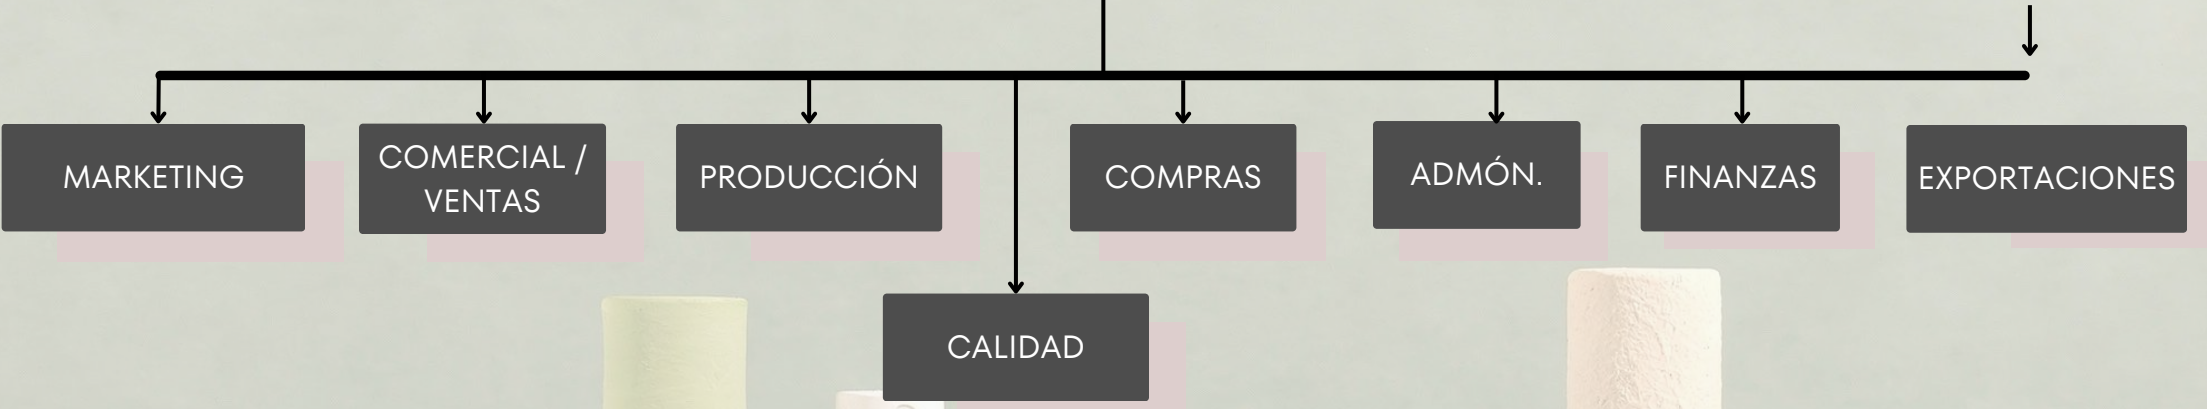 MARKETING
COMERCIAL /
VENTAS
PRODUCCIÓN
COMPRAS
ADMÓN.
FINANZAS
EXPORTACIONES
CALIDAD